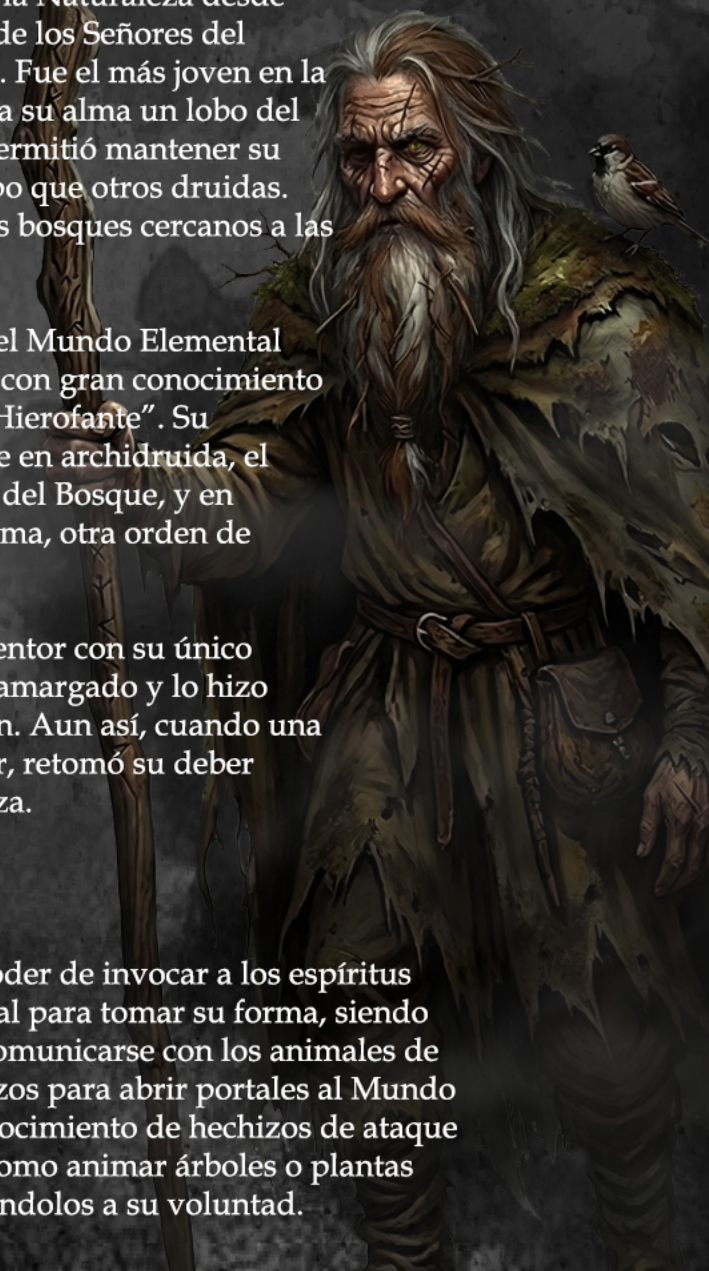 la Naturaleza desde
de los Señores del
. Fue el más joven en la
a su alma un lobo del
ermitió mantener su
po que otros druidas.
s bosques cercanos a las
el Mundo Elemental
con gran conocimiento
Hierofante”. Su
e en archidruida, el
del Bosque, y en
ma, otra orden de
entor con su único
amargado y lo hizo
n. Aun así, cuando una
r, retomó su deber
za.
oder de invocar a los espíritus
al para tomar su forma, siendo
omunicarse con los animales de
zos para abrir portales al Mundo
ocimiento de hechizos de ataque
omo animar árboles o plantas
ndolos a su voluntad.